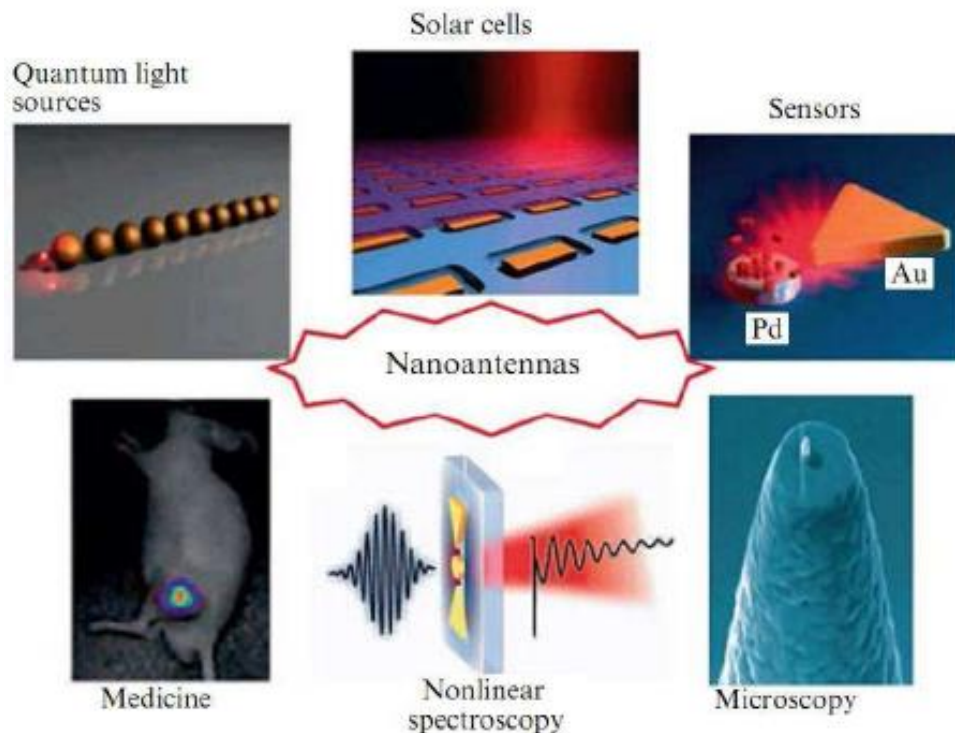 Solar cells
Quantum light
sources
Sensors
Au
Pd
Nanoantennas
Medicine
Nonlinear
spectroscopy
Microscopy